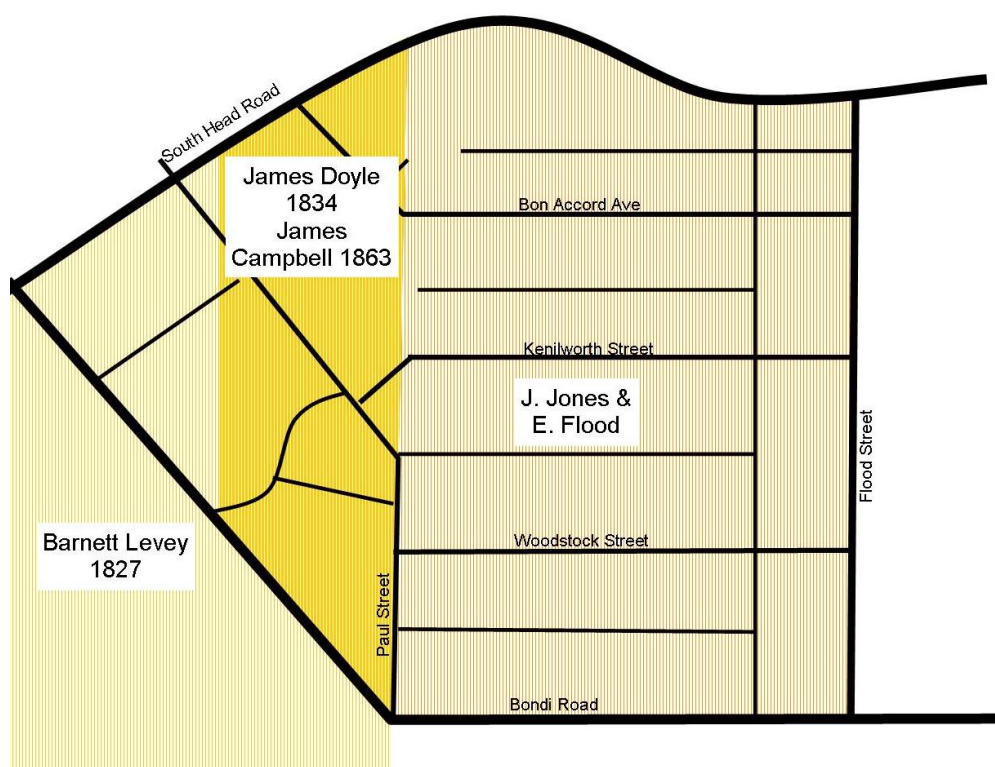 South Head Road
James Doyle
1834
James
Campbell 1863
Bon Accord Ave
Kenilworth Street
J. Jones &
E. Flood
Flood Street
Barnett Levey
1827
Woodstock Street
Paul Street
Bondi Road